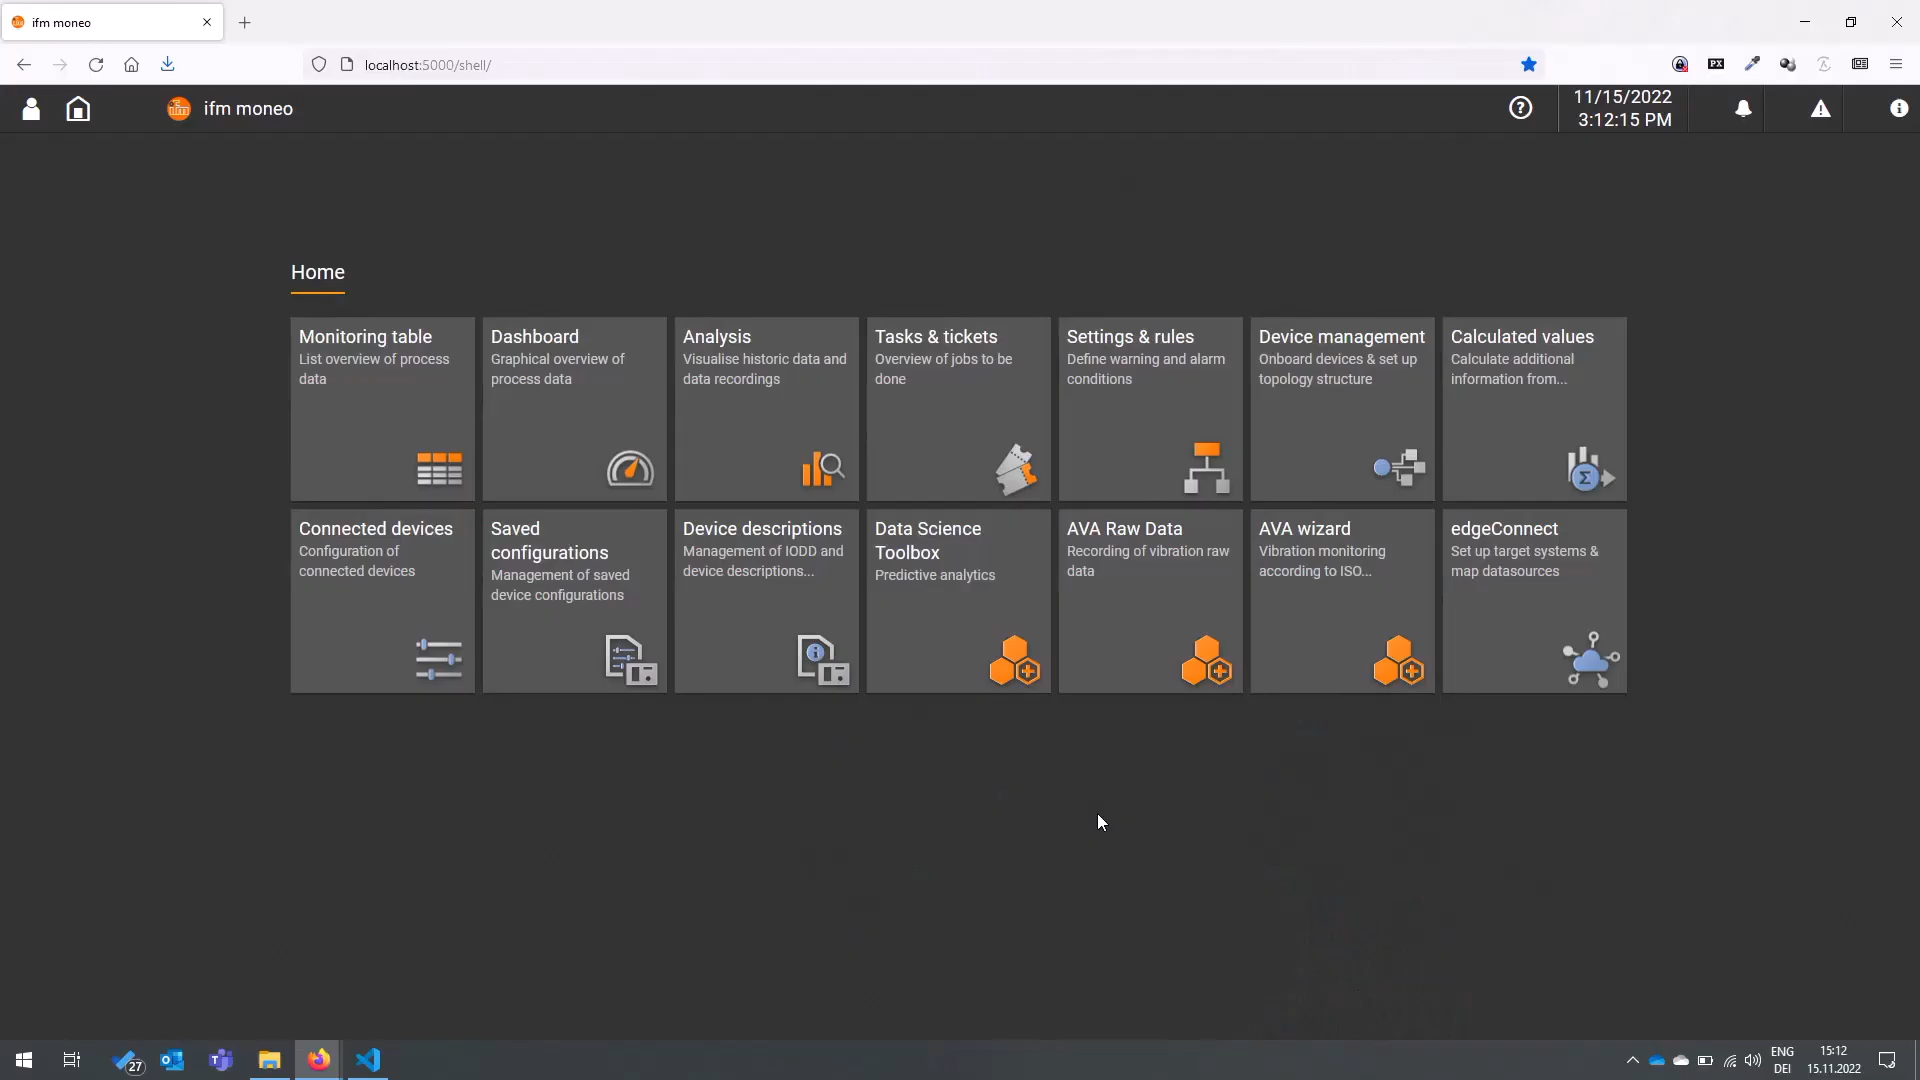 ifm moneo
localhost:5000/shell/
PX
ifm
ifm moneo
11/15/2022
3:12:15 PM
Home
Monitoring table
List overview of process
data
Dashboard
Graphical overview of
process data
Analysis
Visualise historic data and
data recordings
Tasks & tickets
Overview of jobs to be
done
Settings & rules
Define warning and alarm
conditions
Device management
Onboard devices & set up
topology structure
Calculated values
Calculate additional
information from...
Connected devices
Configuration of
connected devices
Saved
configurations
Management of saved
device configurations
Device descriptions
Management of IODD and
device descriptions...
Data Science
Toolbox
Predictive analytics
AVA Raw Data
Recording of vibration raw
data
AVA wizard
Vibration monitoring
according to ISO...
edgeConnect
Set up target systems &
map datasources
27
ENG
DEI
15:12
15.11.2022